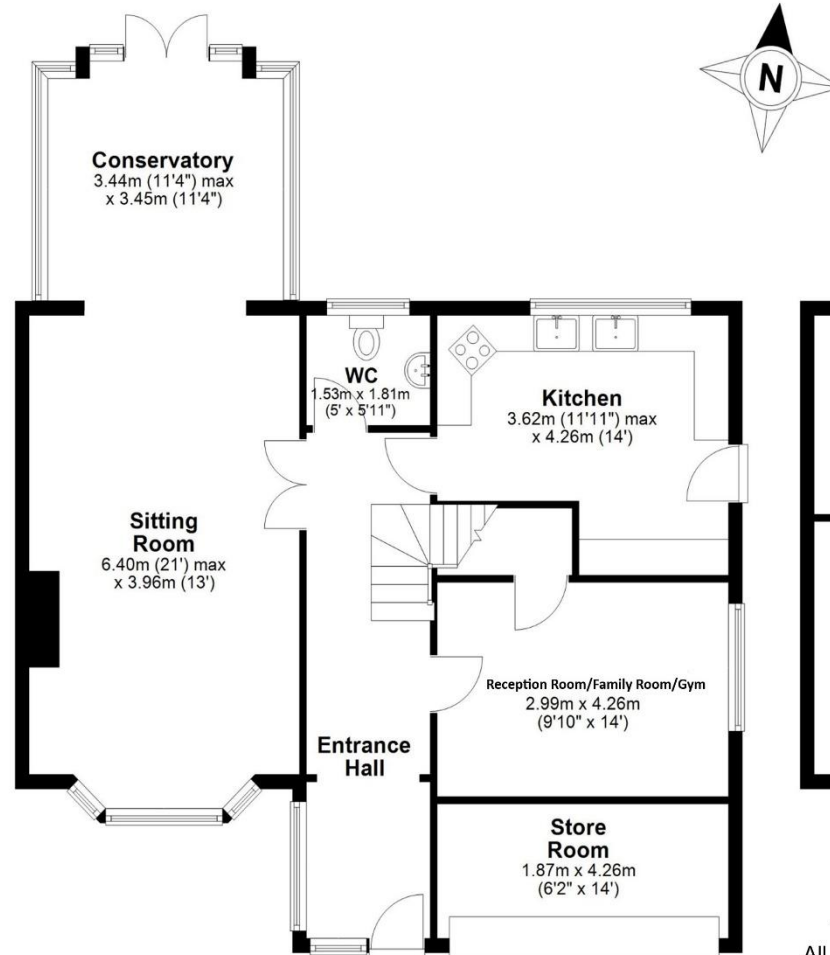 N
Conservatory
3.44m (11'4") max
x 3.45m (11'4")
WC
1.53m x 1.81m
(5' x 5'11")
Kitchen
3.62m (11'11") max
x 4.26m (14')
Sitting
Room
6.40m (21') max
x 3.96m (13')
Reception Room/Family Room/Gym
2.99m x 4.26m
(9'10" x 14')
Entrance
Hall
Store
Room
1.87m x 4.26m
(6'2" x 14')
All